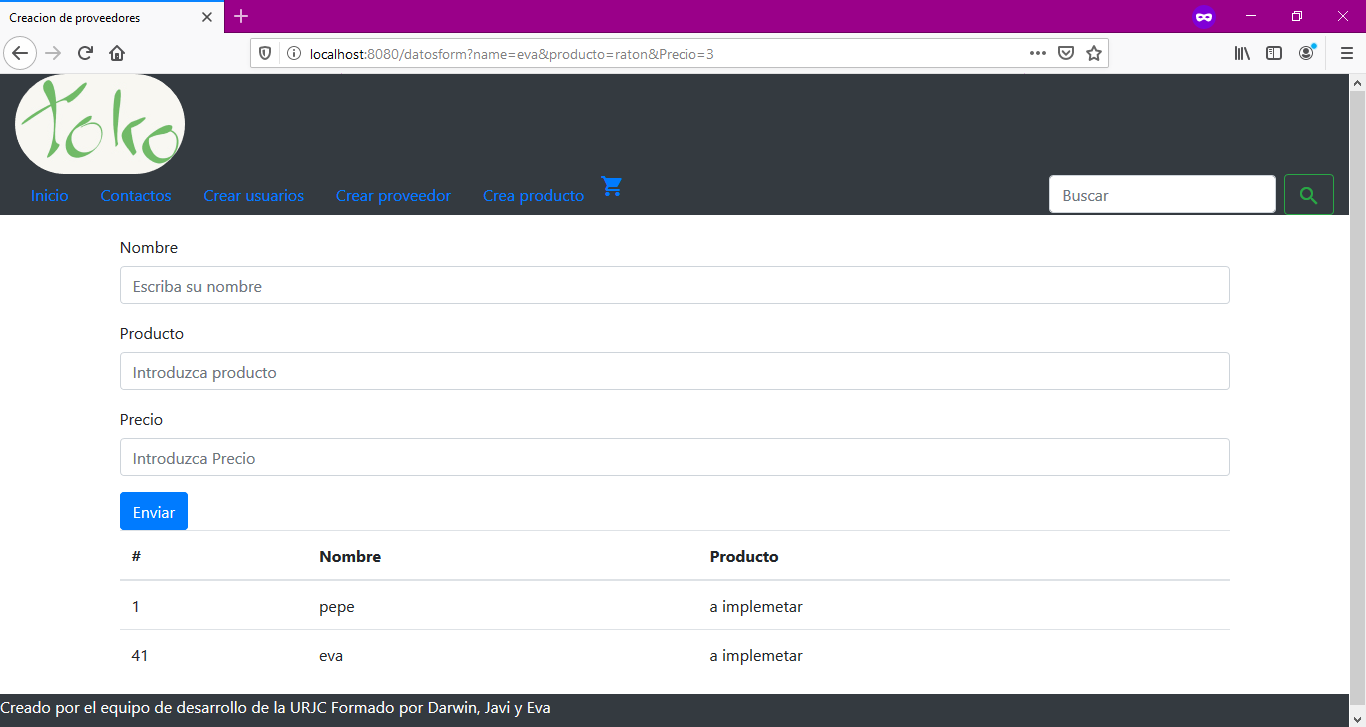 Creacion de proveedores
localhost:8080/datosform?name=eva&producto=raton&Precio=3
toko
Inicio Contactos Crear usuarios Crear proveedor Crea producto Buscar
Nombre
Escriba su nombre
Producto
Introduzca producto
Precio
Introduzca Precio
Enviar
# Nombre Producto
1 pepe a implemetar
41 eva a implemetar
Creado por el equipo de desarrollo de la URJC Formado por Darwin, Javi y Eva